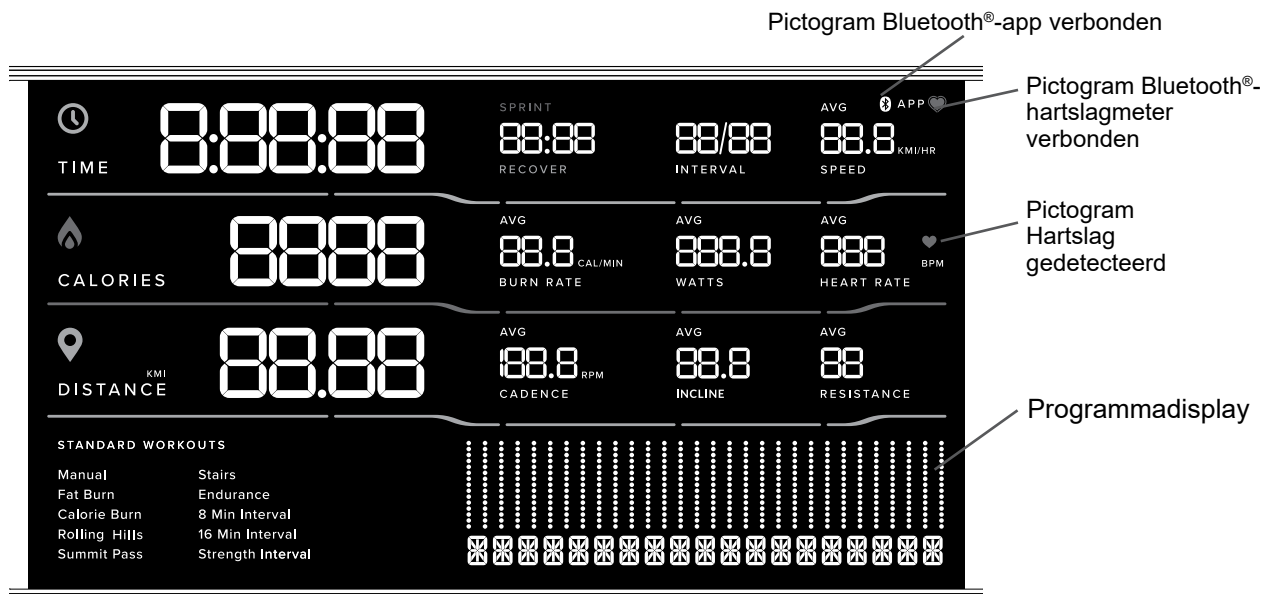 Pictogram Bluetooth®-app verbonden
Pictogram Bluetooth®-
hartslagmeter
verbonden
Pictogram
Hartslag
gedetecteerd
Programmadisplay
TIME
8:88:88
SPRINT
88:88
RECOVER
88/88
INTERVAL
AVG
APP
88.8 KMI/HR
SPEED
CALORIES
8888
AVG
88.8 CAL/MIN
BURN RATE
AVG
888.8
WATTS
AVG
888
BPM
HEART RATE
KMI
DISTANCE
88.88
AVG
188.8 RPM
CADENCE
AVG
88.8
INCLINE
AVG
88
RESISTANCE
STANDARD WORKOUTS
Manual
Fat Burn
Calorie Burn
Rolling Hills
Summit Pass
Stairs
Endurance
8 Min Interval
16 Min Interval
Strength Interval